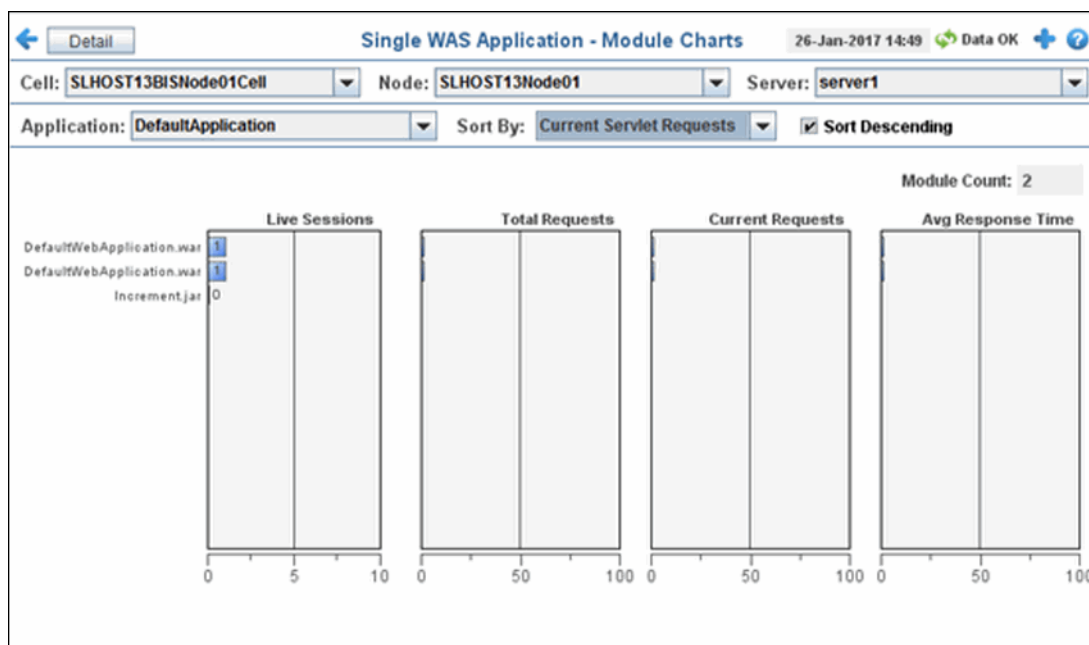 Detail Single WAS Application - Module Charts 26-Jan-2017 14:49 Data OK
Cell: SLHOST13BISNode01Cell Node: SLHOST13Node01 Server: server1
Application: DefaultApplication Sort By: Current Servlet Requests Sort Descending
Module Count: 2
Live Sessions Total Requests Current Requests Avg Response Time
DefaultWebApplication.war 1
DefaultWebApplication.war 1
Increment.jar 0
0 5 10 0 50 100 0 50 100 0 50 100